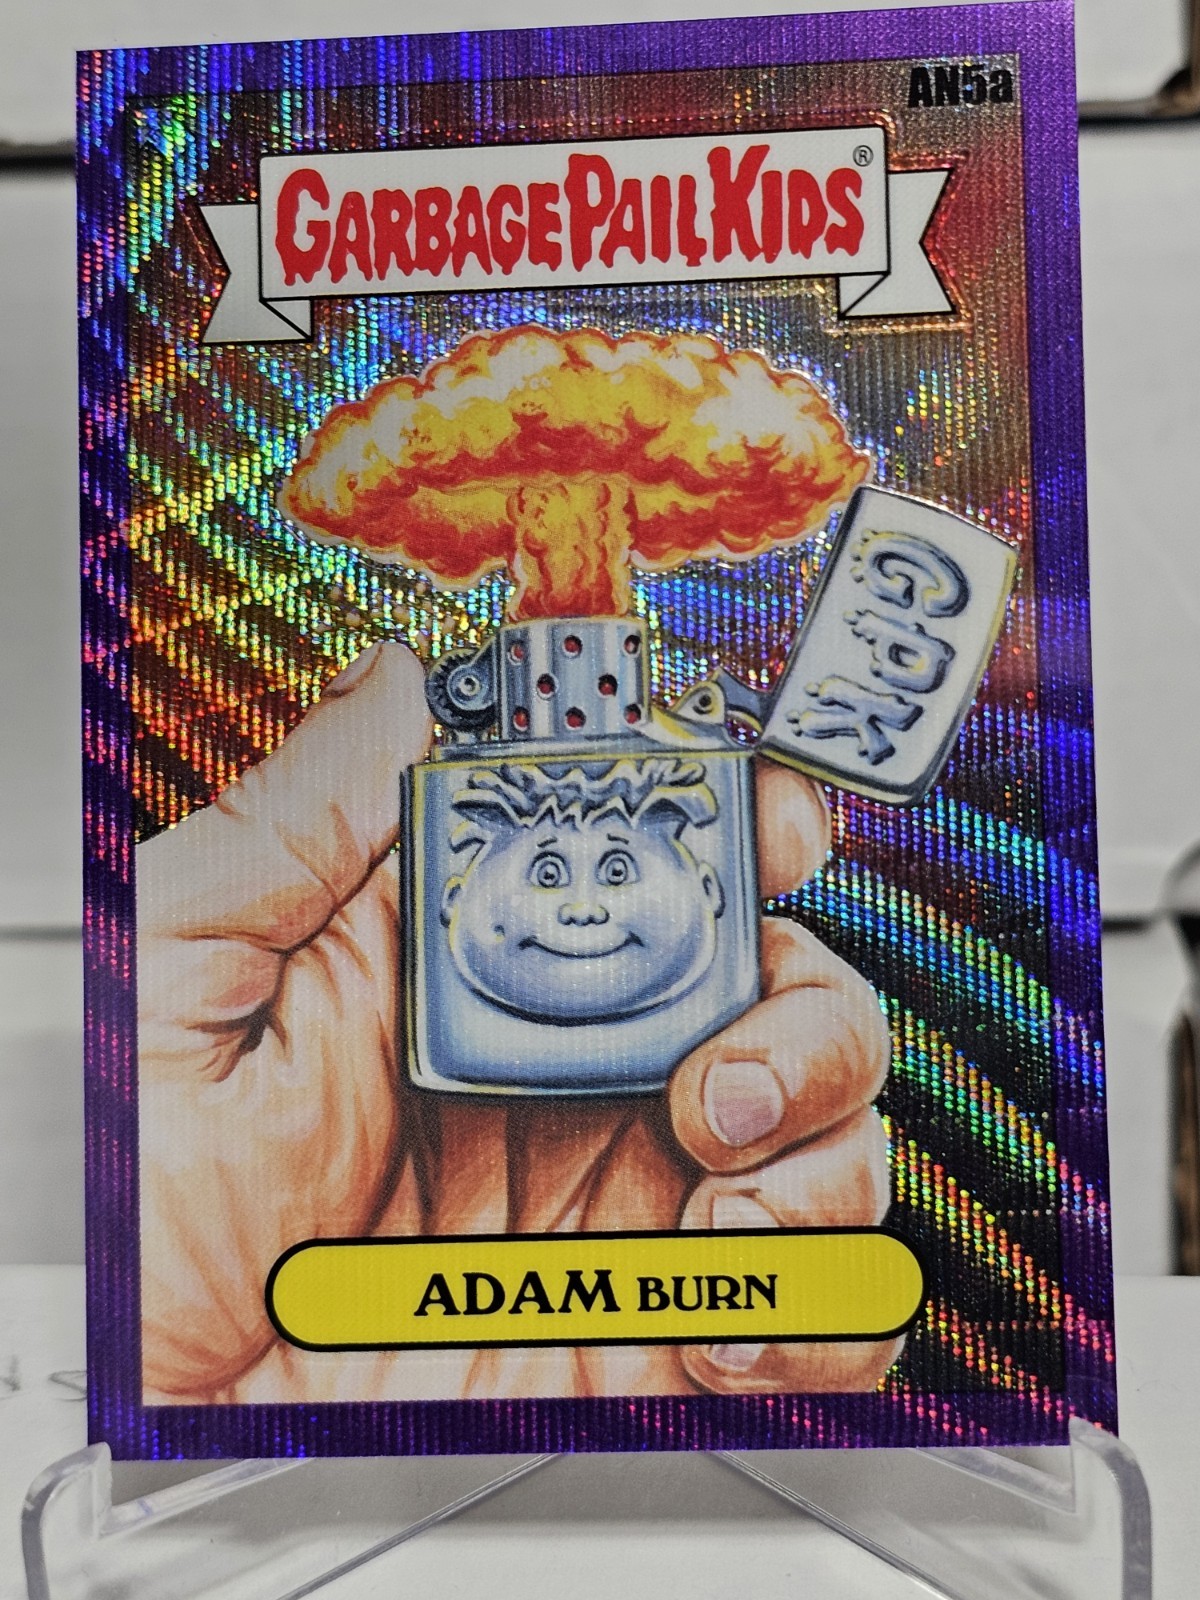 AN5a
GARBAGE PAIL KIDS®
GPK
ADAM BURN